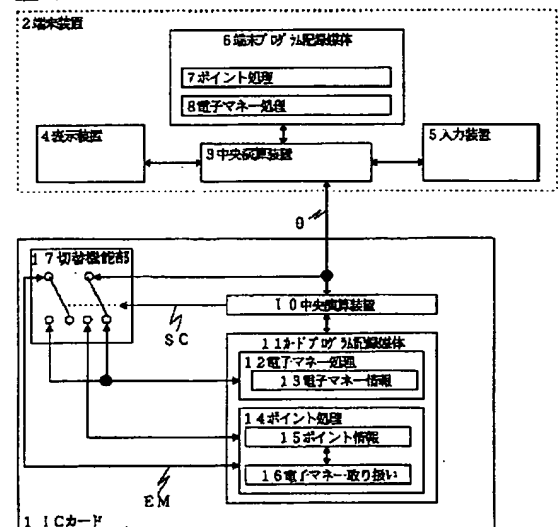 2端末装置
6端末プログラム記録媒体
7ポイント処理
8電子マネー処理
4表示装置
3中央演算装置
5入力装置
θ
17切替機能部
10中央演算装置
SC
11カードプログラム記録媒体
12電子マネー処理
13電子マネー情報
14ポイント処理
15ポイント情報
16電子マネー取り扱い
EM
1 ICカード